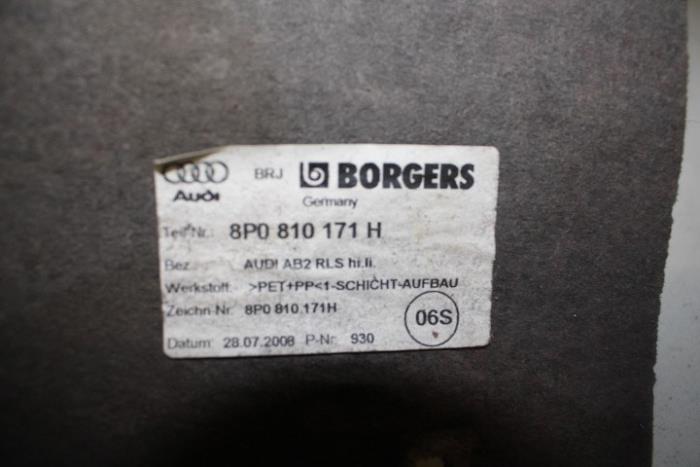 BRJ BORGERS
Audi Germany
Teil Nr.: 8P0 810 171 H
Bez. AUDI AB2 RLS hi.li.
Werkstoff: >PET+PP<1-SCHICHT-AUFBAU
Zeichn Nr. 8P0 810 171H
06S
Datum: 28.07.2008 P-Nr. 930